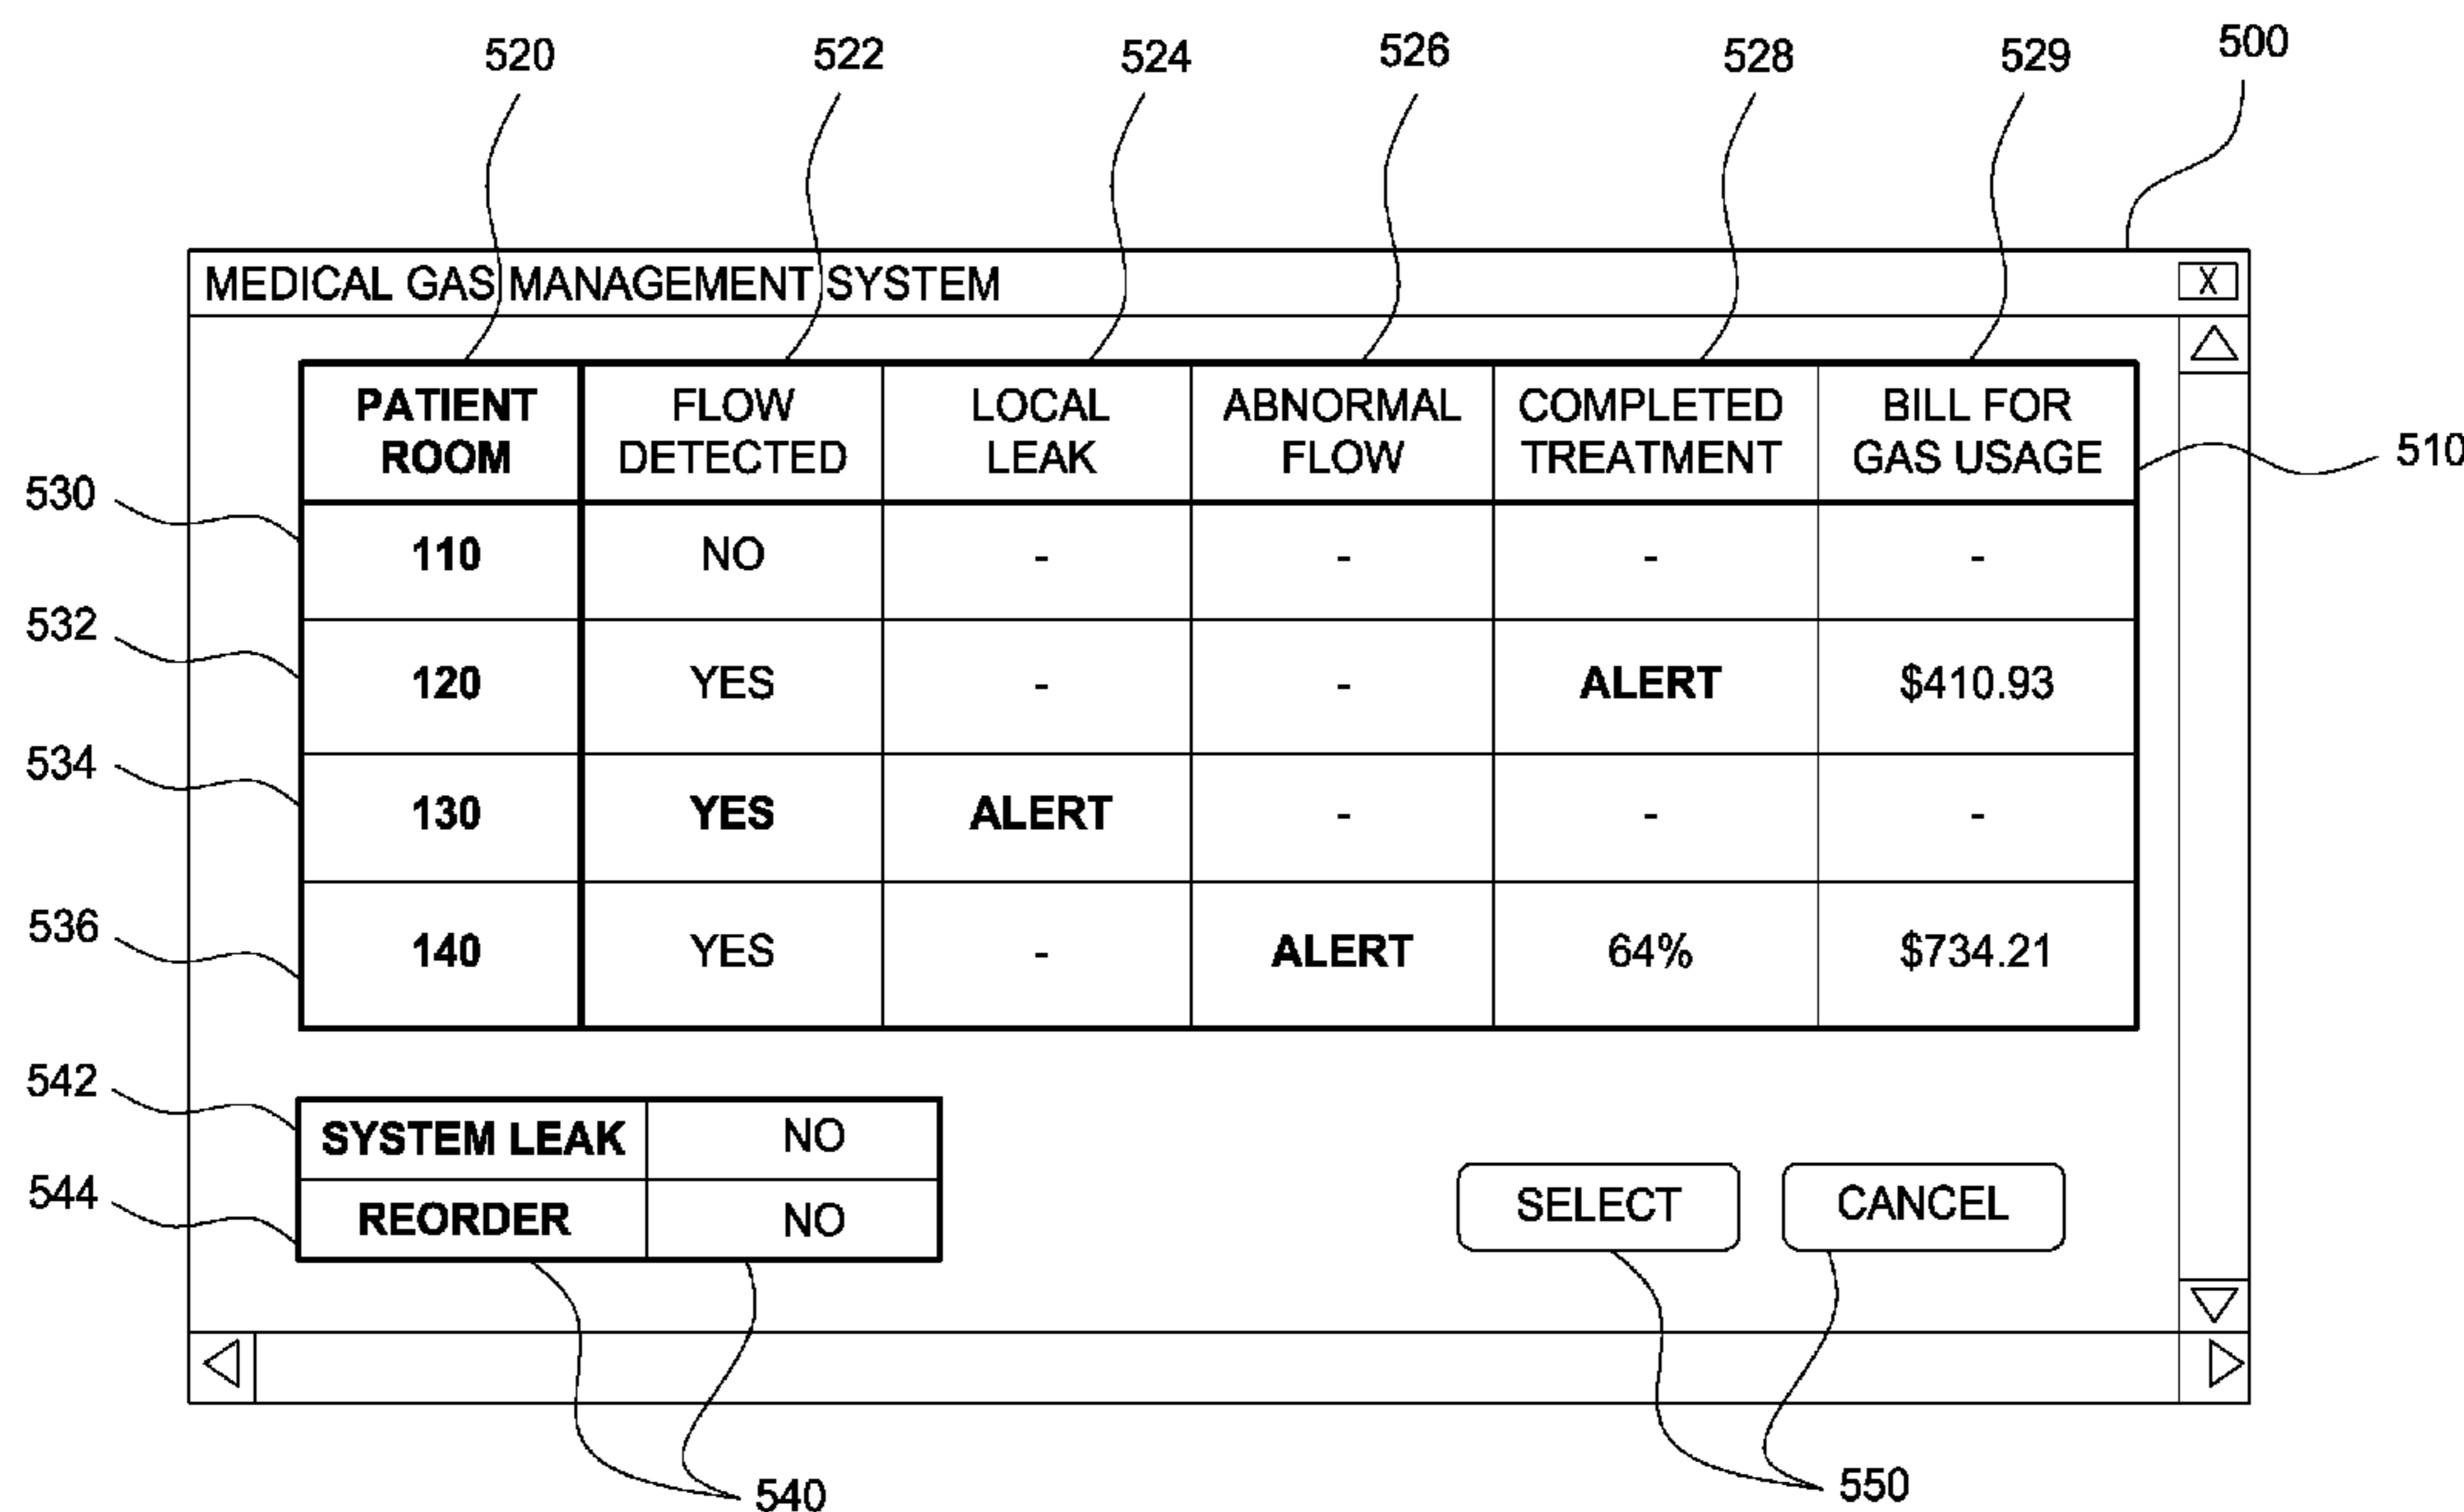 520 522 524 526 528 529 500
MEDICAL GAS MANAGEMENT SYSTEM X
PATIENT ROOM FLOW DETECTED LOCAL LEAK ABNORMAL FLOW COMPLETED TREATMENT BILL FOR GAS USAGE
510
530 110 NO - - - -
532 120 YES - - ALERT $410.93
534 130 YES ALERT - - -
536 140 YES - ALERT 64% $734.21
542 SYSTEM LEAK NO
544 REORDER NO
SELECT CANCEL
540 550